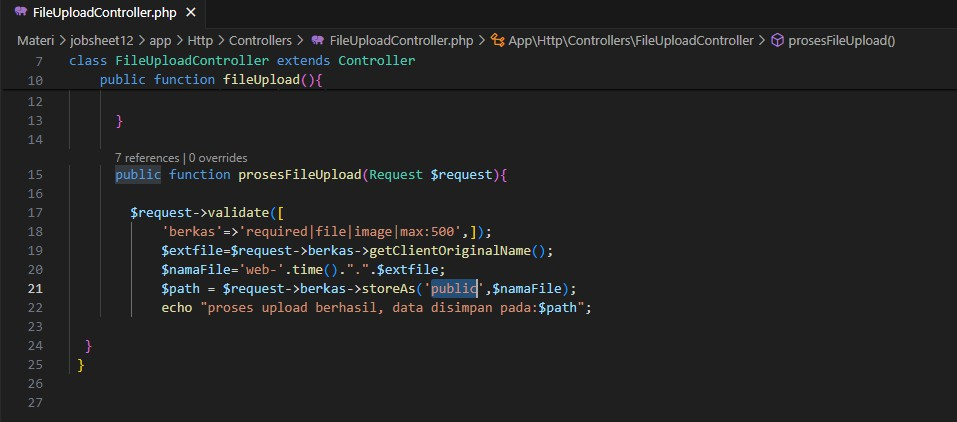 FileUploadController.php ×
Materi > jobsheet12 > app > Http > Controllers > FileUploadController.php > App\Http\Controllers\FileUploadController > prosesFileUpload()
7 class FileUploadController extends Controller
10 public function fileUpload(){
12
13 }
14
7 references | 0 overrides
15 public function prosesFileUpload(Request $request){
16
17 $request->validate([
18 'berkas'=>'required|file|image|max:500',]);
19 $extfile=$request->berkas->getClientOriginalName();
20 $namaFile='web-'.time().".".$extfile;
21 $path = $request->berkas->storeAs('public',$namaFile);
22 echo "proses upload berhasil, data disimpan pada:$path";
23
24 }
25 }
26
27